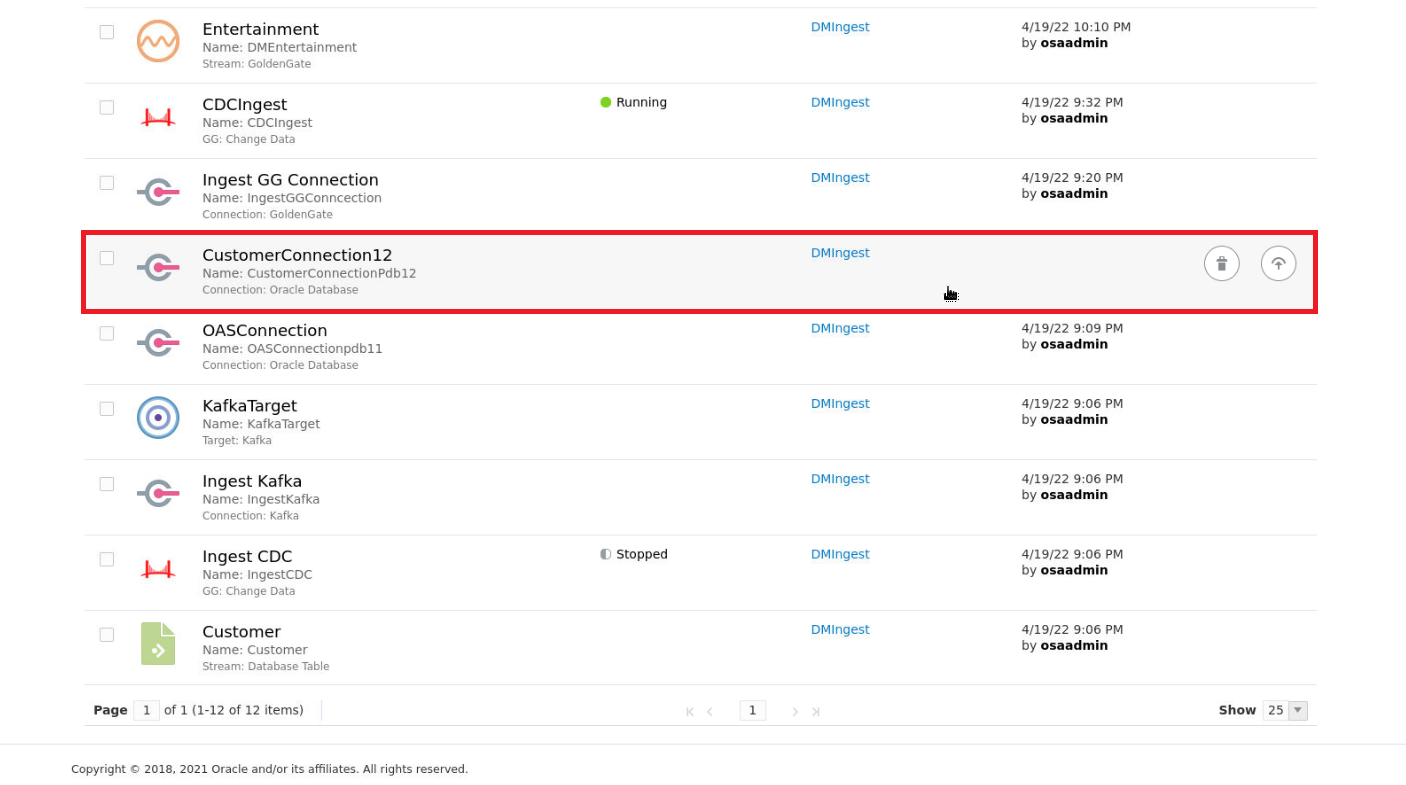 Entertainment
Name: DMEntertainment
Stream: GoldenGate
DMIngest
4/19/22 10:10 PM
by osaadmin
CDCIngest
Name: CDCIngest
GG: Change Data
Running
DMIngest
4/19/22 9:32 PM
by osaadmin
Ingest GG Connection
Name: IngestGGConncection
Connection: GoldenGate
DMIngest
4/19/22 9:20 PM
by osaadmin
CustomerConnection12
Name: CustomerConnectionPdb12
Connection: Oracle Database
DMIngest
OASConnection
Name: OASConnectionpdb11
Connection: Oracle Database
DMIngest
4/19/22 9:09 PM
by osaadmin
KafkaTarget
Name: KafkaTarget
Target: Kafka
DMIngest
4/19/22 9:06 PM
by osaadmin
Ingest Kafka
Name: IngestKafka
Connection: Kafka
DMIngest
4/19/22 9:06 PM
by osaadmin
Ingest CDC
Name: IngestCDC
GG: Change Data
Stopped
DMIngest
4/19/22 9:06 PM
by osaadmin
Customer
Name: Customer
Stream: Database Table
DMIngest
4/19/22 9:06 PM
by osaadmin
Page 1 of 1 (1-12 of 12 items) 1 Show 25
Copyright © 2018, 2021 Oracle and/or its affiliates. All rights reserved.